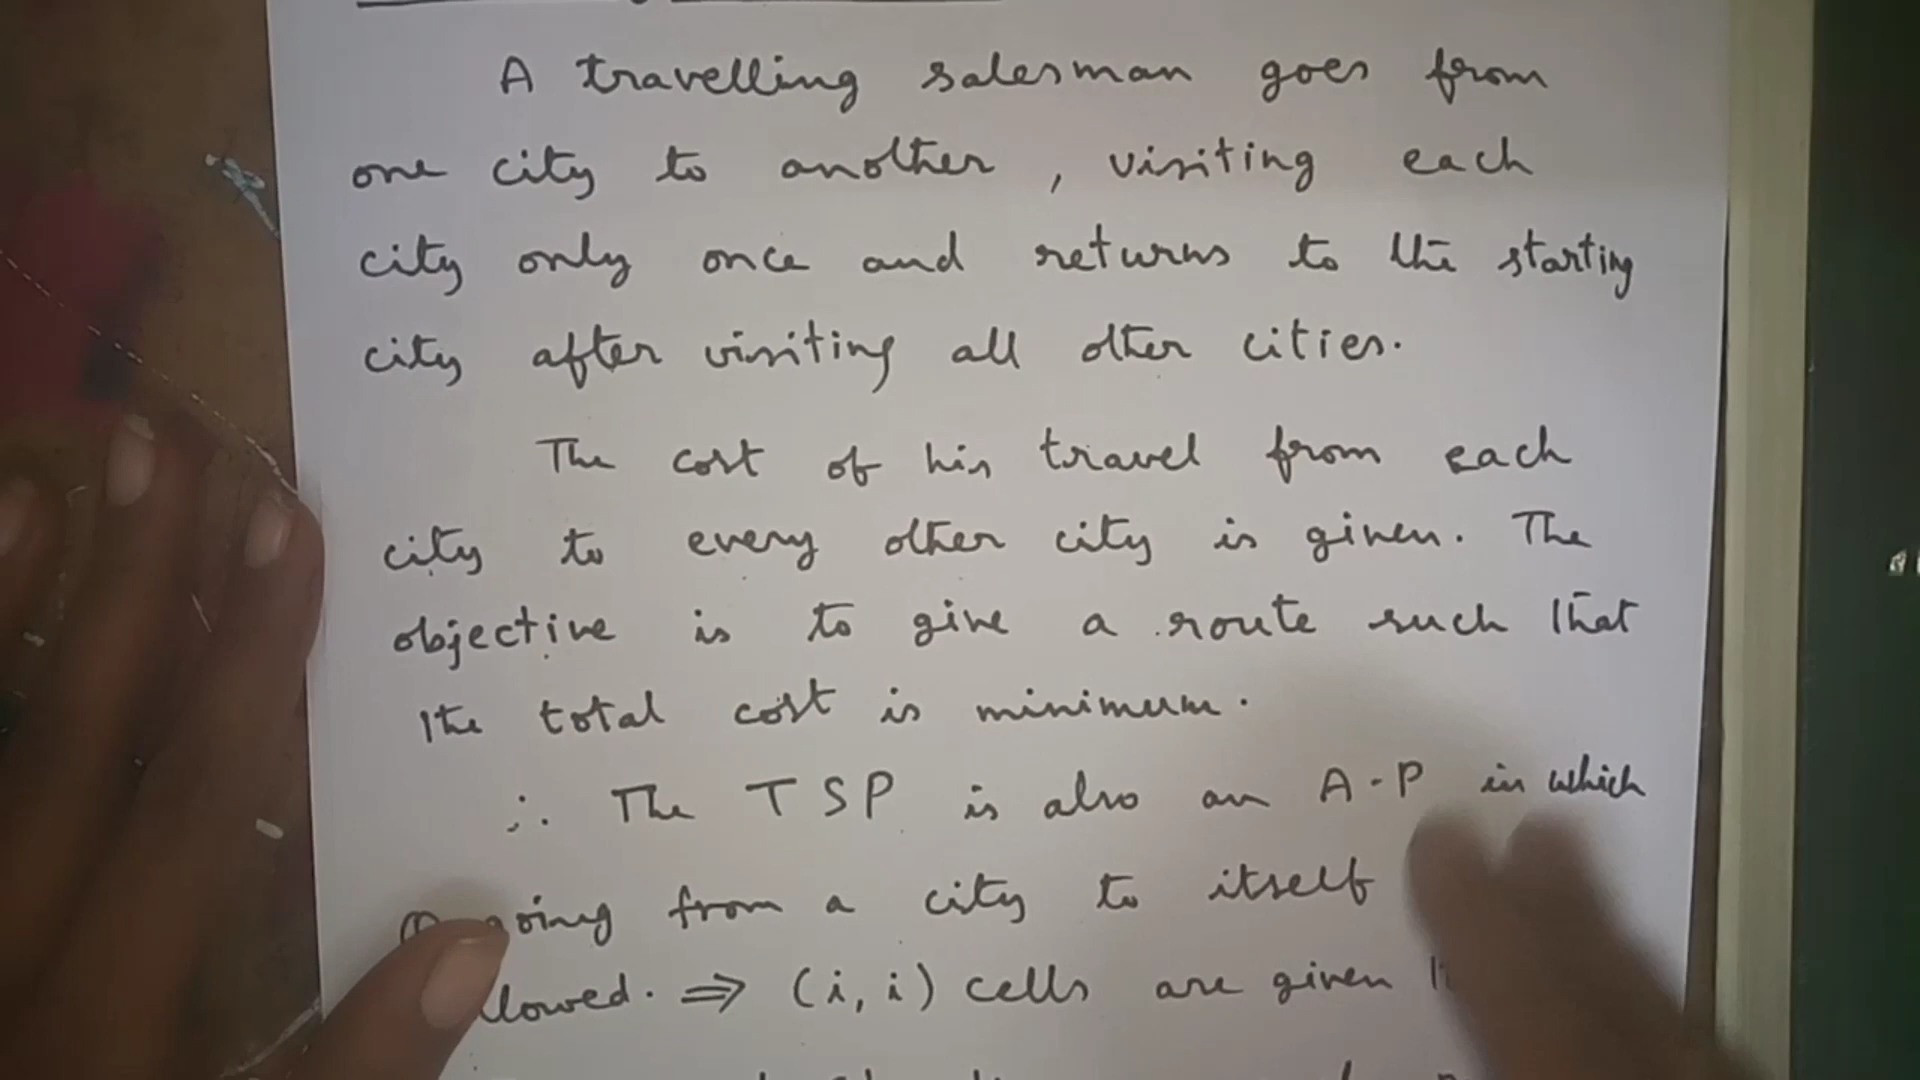 A travelling salesman goes from
one city to another, visiting each
city only once and returns to the starting
city after visiting all other cities.
The cost of his travel from each
city to every other city is given. The
objective is to give a route such that
the total cost is minimum.
∴ The TSP is also an A-P in which
going from a city to itself
lowed. ⇒ (i, i) cells are given